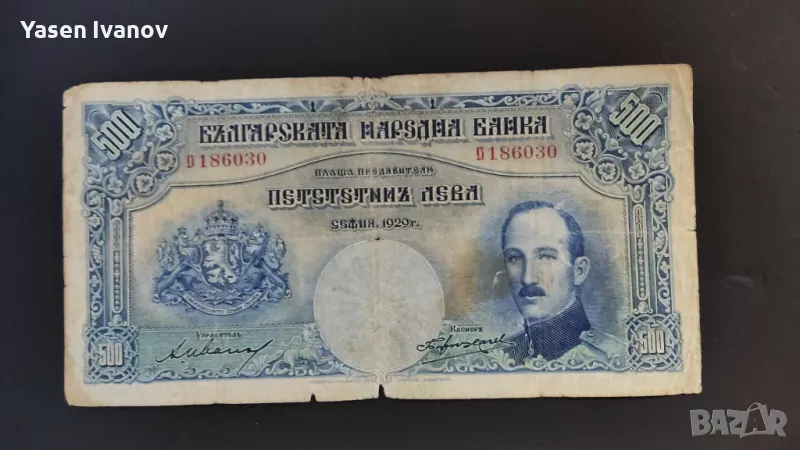 Yasen Ivanov
500
500
БЪЛГАРСКАТА НАРОДНА БАНКА
186030
186030
ПЛАЩА ПРЕДЯВИТЕЛЮ
ПЕТСТОТИНЪ ЛЕВА
СОФИЯ. 1929 г.
УПРАВИТЕЛЬ
КАСИЕРЪ
500
500
BAZAR